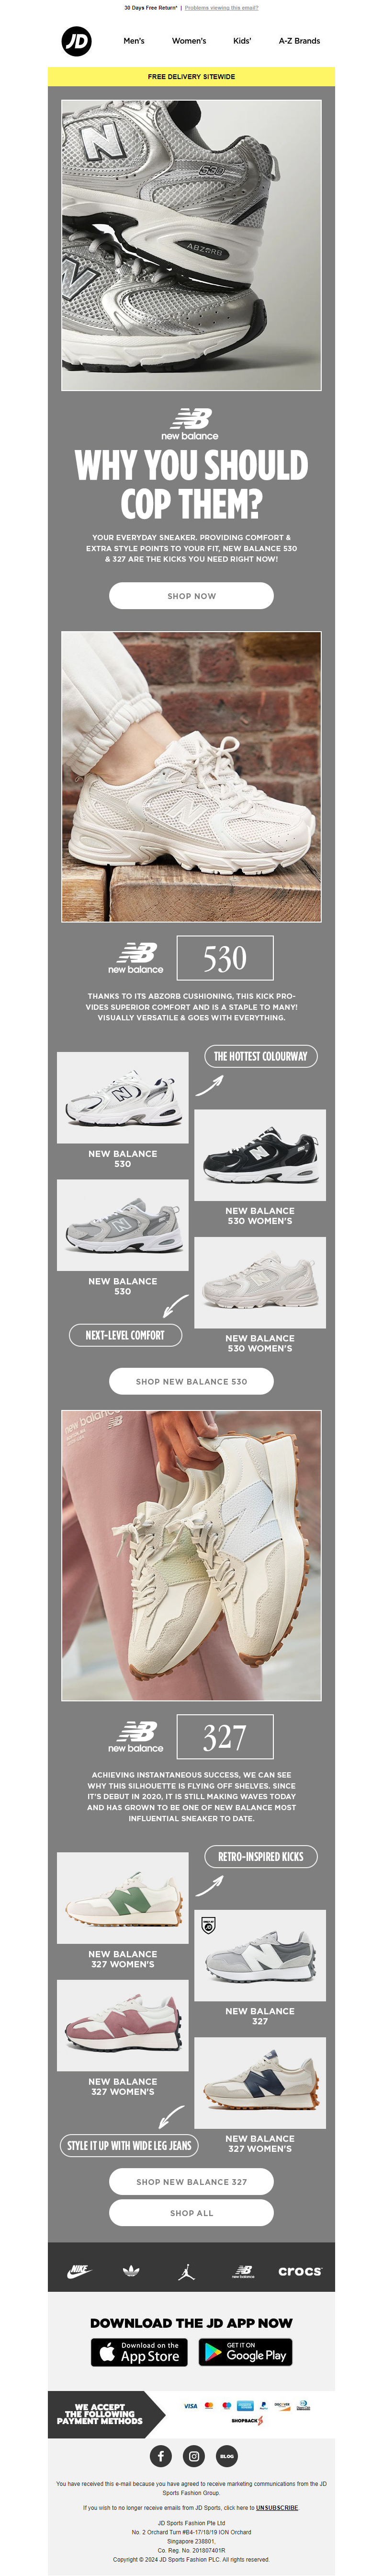 30 Days Free Return* | Problems viewing this email?
JD
Men's Women's Kids' A-Z Brands
FREE DELIVERY SITEWIDE
N
530
ABZORB
N
new balance
WHY YOU SHOULD
COP THEM?
YOUR EVERYDAY SNEAKER. PROVIDING COMFORT &
EXTRA STYLE POINTS TO YOUR FIT, NEW BALANCE 530
& 327 ARE THE KICKS YOU NEED RIGHT NOW!
SHOP NOW
new balance
530
THANKS TO ITS ABZORB CUSHIONING, THIS KICK PRO-
VIDES SUPERIOR COMFORT AND IS A STAPLE TO MANY!
VISUALLY VERSATILE & GOES WITH EVERYTHING.
THE HOTTEST COLOURWAY
NEW BALANCE
530
NEW BALANCE
530 WOMEN'S
NEW BALANCE
530
NEW BALANCE
530 WOMEN'S
NEXT-LEVEL COMFORT
SHOP NEW BALANCE 530
new balance
new balance
327
ACHIEVING INSTANTANEOUS SUCCESS, WE CAN SEE
WHY THIS SILHOUETTE IS FLYING OFF SHELVES. SINCE
IT'S DEBUT IN 2020, IT IS STILL MAKING WAVES TODAY
AND HAS GROWN TO BE ONE OF NEW BALANCE MOST
INFLUENTIAL SNEAKER TO DATE.
RETRO-INSPIRED KICKS
NEW BALANCE
327 WOMEN'S
JD
NEW BALANCE
327
NEW BALANCE
327 WOMEN'S
NEW BALANCE
327 WOMEN'S
STYLE IT UP WITH WIDE LEG JEANS
SHOP NEW BALANCE 327
SHOP ALL
NIKE new balance crocs
DOWNLOAD THE JD APP NOW
Download on the App Store
GET IT ON Google Play
WE ACCEPT
THE FOLLOWING
PAYMENT METHODS
VISA PayPal DISCOVER
SHOPBACK
BLOG
You have received this e-mail because you have agreed to receive marketing communications from the JD
Sports Fashion Group.
If you wish to no longer receive emails from JD Sports, click here to UNSUBSCRIBE.
JD Sports Fashion Pte Ltd
No. 2 Orchard Turn #B4-17/18/19 ION Orchard
Singapore 238801,
Co. Reg. No. 201807401R
Copyright © 2024 JD Sports Fashion PLC. All rights reserved.